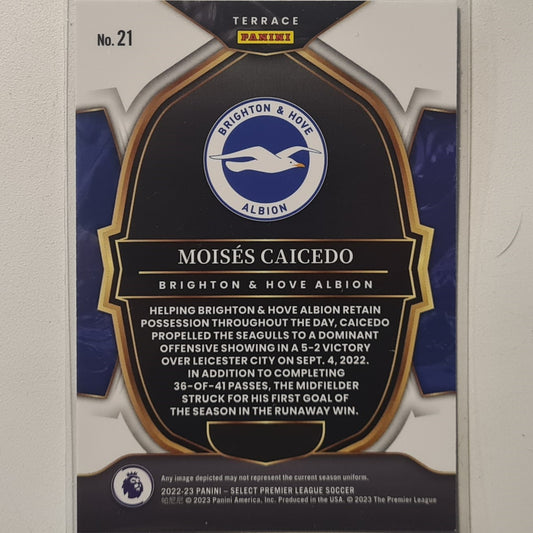 TERRACE
No. 21
PANINI
BRIGHTON & HOVE
ALBION
MOISÉS CAICEDO
BRIGHTON & HOVE ALBION
HELPING BRIGHTON & HOVE ALBION RETAIN
POSSESSION THROUGHOUT THE DAY, CAICEDO
PROPELLED THE SEAGULLS TO A DOMINANT
OFFENSIVE SHOWING IN A 5-2 VICTORY
OVER LEICESTER CITY ON SEPT. 4, 2022.
IN ADDITION TO COMPLETING
36-OF-41 PASSES, THE MIDFIELDER
STRUCK FOR HIS FIRST GOAL OF
THE SEASON IN THE RUNAWAY WIN.
Any image depicted may not represent the current season uniform.
2022-23 PANINI – SELECT PREMIER LEAGUE SOCCER
帕尼尼 © 2023 Panini America, Inc. Produced in the USA. © 2023 The Premier League